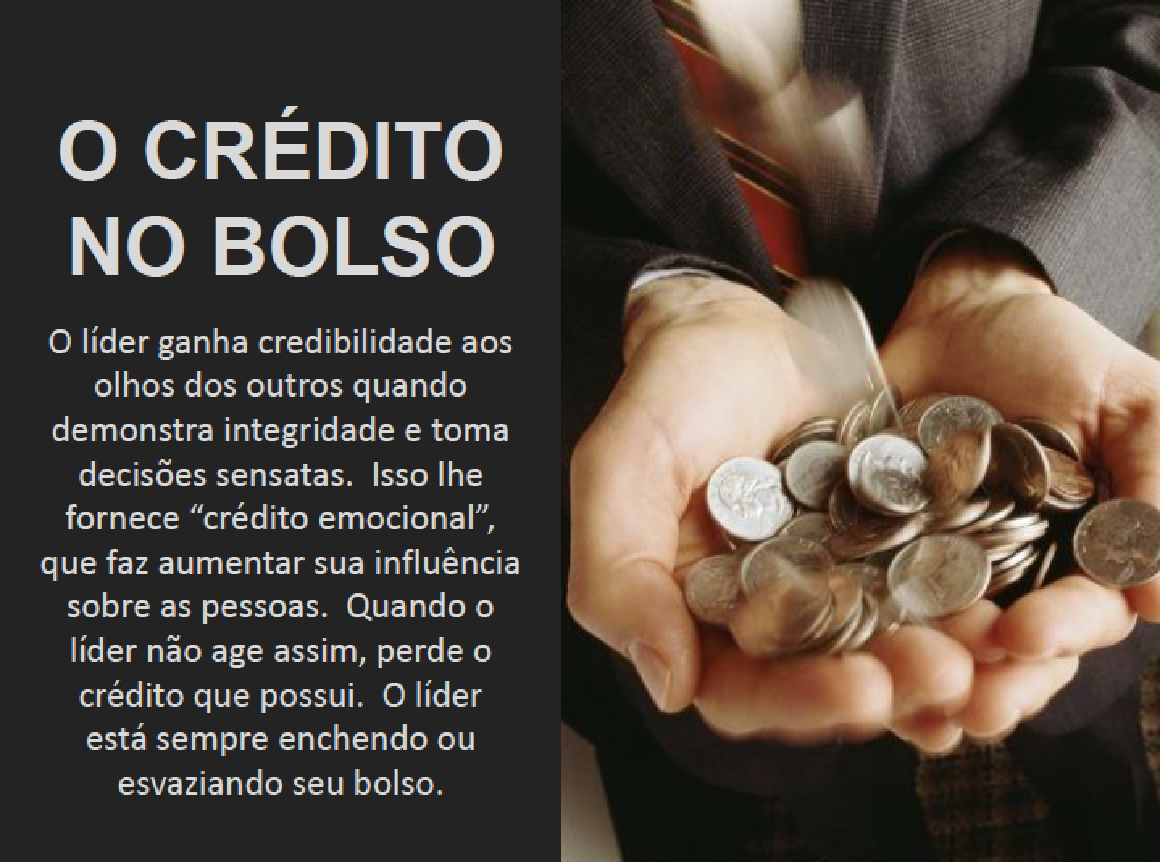 O CRÉDITO
NO BOLSO
O líder ganha credibilidade aos
olhos dos outros quando
demonstra integridade e toma
decisões sensatas.  Isso lhe
fornece “crédito emocional”,
que faz aumentar sua influência
sobre as pessoas.  Quando o
líder não age assim, perde o
crédito que possui.  O líder
está sempre enchendo ou
esvaziando seu bolso.